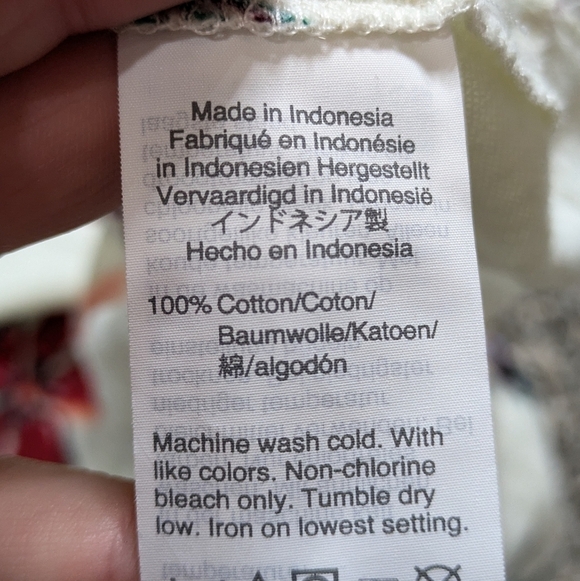 Made in Indonesia
Fabriqué en Indonésie
in Indonesien Hergestellt
Vervaardigd in Indonesië
インドネシア製
Hecho en Indonesia
100% Cotton/Coton/
Baumwolle/Katoen/
綿/algodón
Machine wash cold. With
like colors. Non-chlorine
bleach only. Tumble dry
low. Iron on lowest setting.